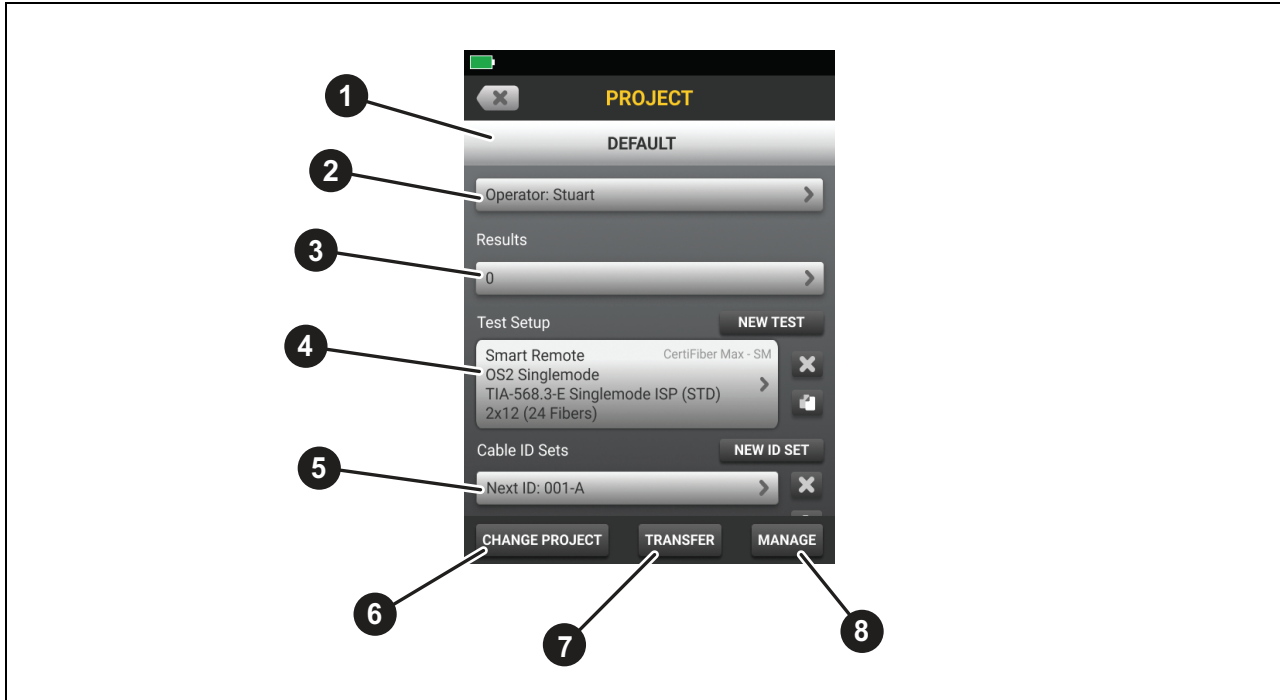 PROJECT
1
DEFAULT
2
Operator: Stuart
Results
3
0
Test Setup
NEW TEST
4
Smart Remote
CertiFiber Max - SM
OS2 Singlemode
TIA-568.3-E Singlemode ISP (STD)
2x12 (24 Fibers)
Cable ID Sets
NEW ID SET
5
Next ID: 001-A
CHANGE PROJECT
TRANSFER
MANAGE
6
7
8